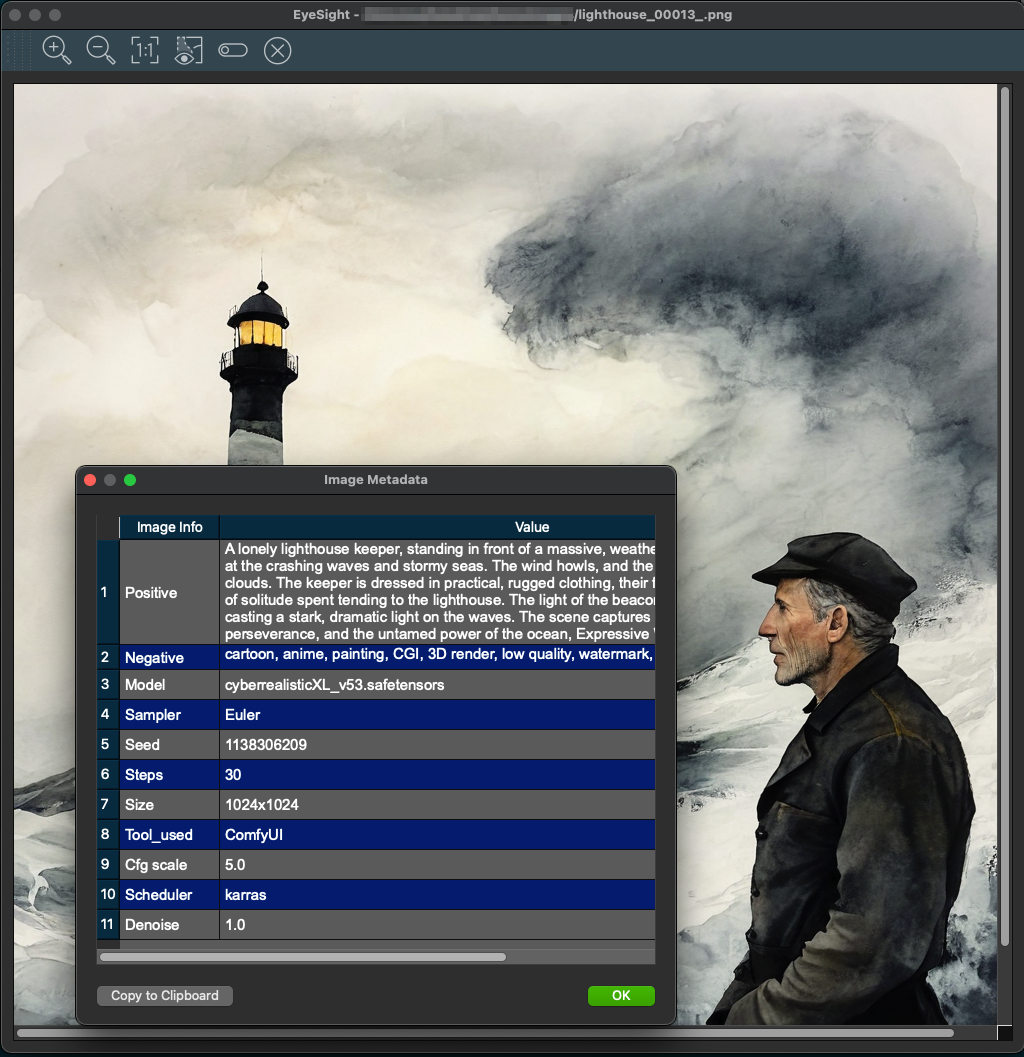 EyeSight - /lighthouse_00013_.png
1:1
Image Metadata
Image Info Value
1 Positive A lonely lighthouse keeper, standing in front of a massive,
at the crashing waves and stormy seas. The wind howls, and the
clouds. The keeper is dressed in practical, rugged clothing, their
of solitude spent tending to the lighthouse. The light of the
casting a stark, dramatic light on the waves. The scene captures
perseverance, and the untamed power of the ocean, Expressive
2 Negative cartoon, anime, painting, CGI, 3D render, low quality, watermark,
3 Model cyberrealisticXL_v53.safetensors
4 Sampler Euler
5 Seed 1138306209
6 Steps 30
7 Size 1024x1024
8 Tool_used ComfyUI
9 Cfg scale 5.0
10 Scheduler karras
11 Denoise 1.0
Copy to Clipboard OK